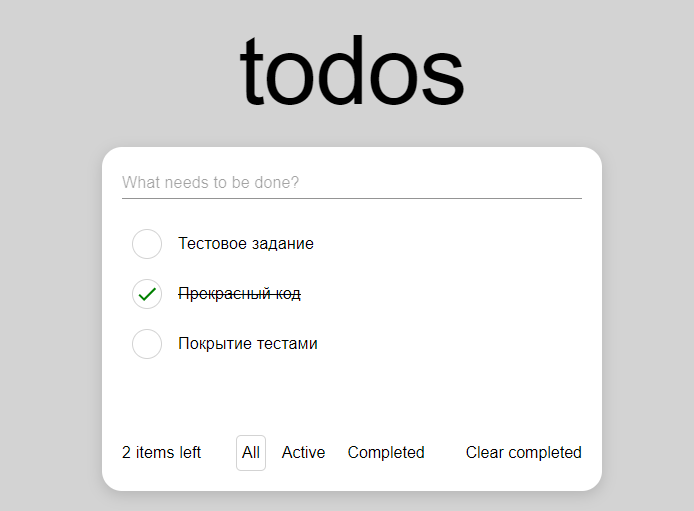 todos
What needs to be done?
Тестовое задание
Прекрасный код
Покрытие тестами
2 items left All Active Completed Clear completed